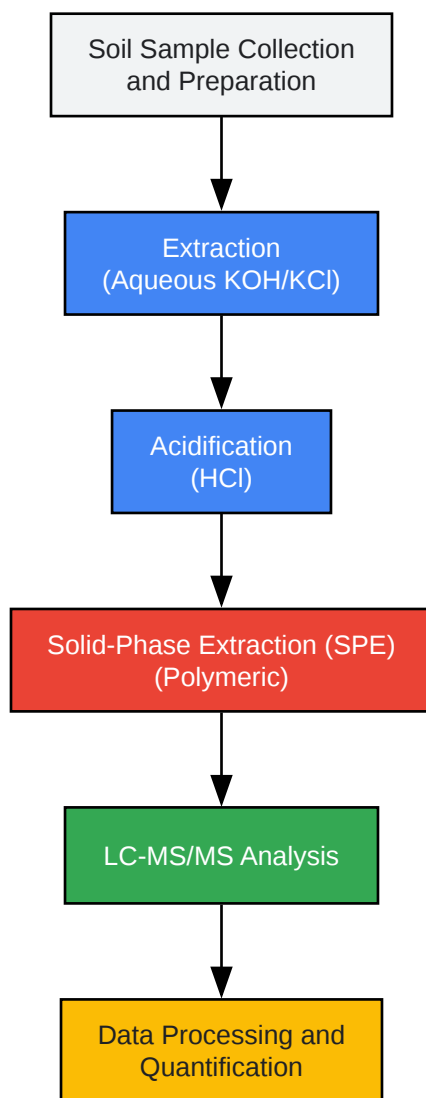 Soil Sample Collection
and Preparation
Extraction
(Aqueous KOH/KCl)
Acidification
(HCl)
Solid-Phase Extraction (SPE)
(Polymeric)
LC-MS/MS Analysis
Data Processing and
Quantification